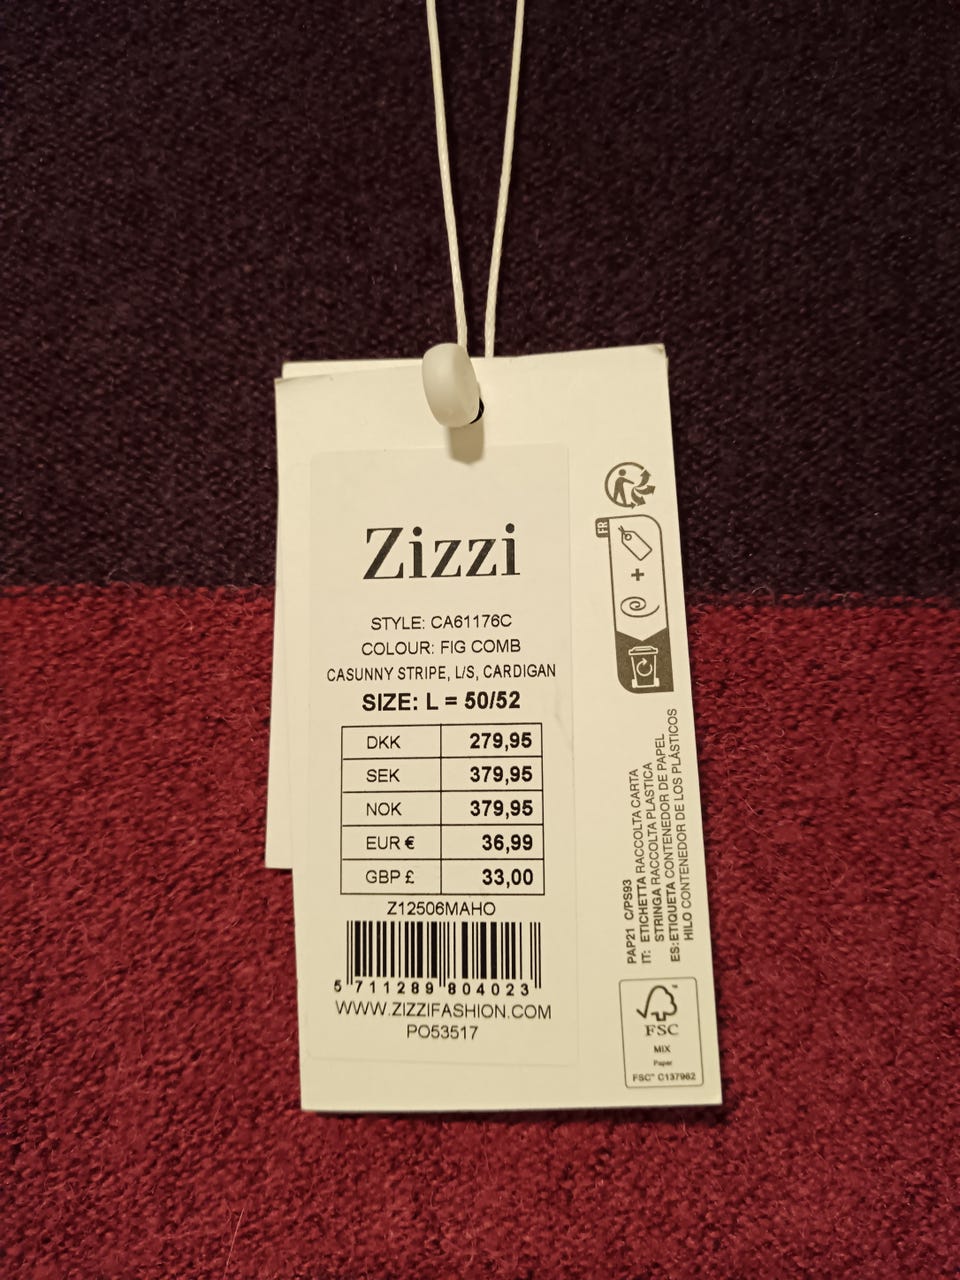 Zizzi
STYLE: CA61176C
COLOUR: FIG COMB
CASUNNY STRIPE, L/S, CARDIGAN
SIZE: L = 50/52
DKK 279,95
SEK 379,95
NOK 379,95
EUR € 36,99
GBP £ 33,00
Z12506MAHO
5 711289 804023
WWW.ZIZZIFASHION.COM
PO53517
FR
+
PAP21 C/PS93
IT: ETICHETTA RACCOLTA CARTA
STRINGA RACCOLTA PLASTICA
ES: ETIQUETA CONTENEDOR DE PAPEL
HILO CONTENEDOR DE LOS PLÁSTICOS
FSC
MIX
Paper
FSC™ C137982